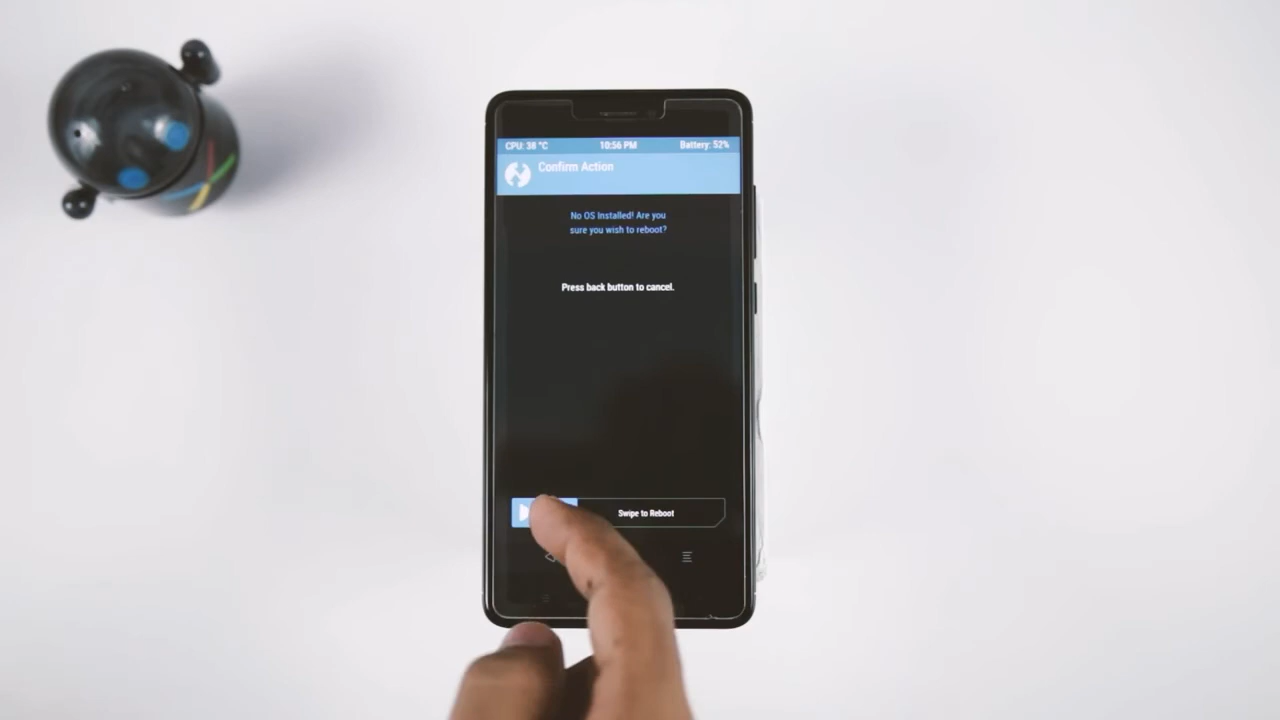 CPU: 38 °C 10:56 PM Battery: 52%
Confirm Action
No OS Installed! Are you
sure you wish to reboot?
Press back button to cancel.
Swipe to Reboot